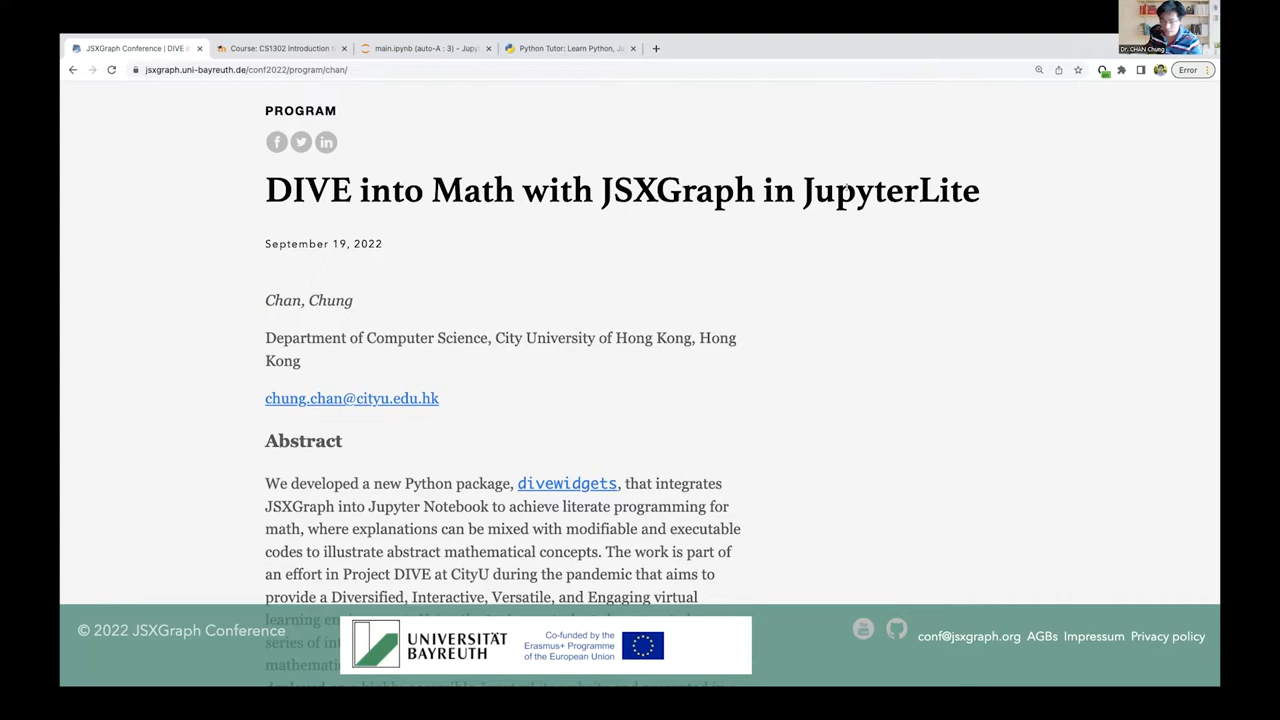 Dr. CHAN Chung
JSXGraph Conference | DIVE i
Course: CS1302 Introduction
main.ipynb (auto-A : 3) - Jupy
Python Tutor: Learn Python, J
jsxgraph.uni-bayreuth.de/conf2022/program/chan/
Error
PROGRAM
DIVE into Math with JSXGraph in JupyterLite
September 19, 2022
Chan, Chung
Department of Computer Science, City University of Hong Kong, Hong
Kong
chung.chan@cityu.edu.hk
Abstract
We developed a new Python package, divewidgets, that integrates
JSXGraph into Jupyter Notebook to achieve literate programming for
math, where explanations can be mixed with modifiable and executable
codes to illustrate abstract mathematical concepts. The work is part of
an effort in Project DIVE at CityU during the pandemic that aims to
provide a Diversified, Interactive, Versatile, and Engaging virtual
learning
series of
© 2022 JSXGraph Conference
UNIVERSITÄT
BAYREUTH
Co-funded by the
Erasmus+ Programme
of the European Union
You
conf@jsxgraph.org AGBs Impressum Privacy policy